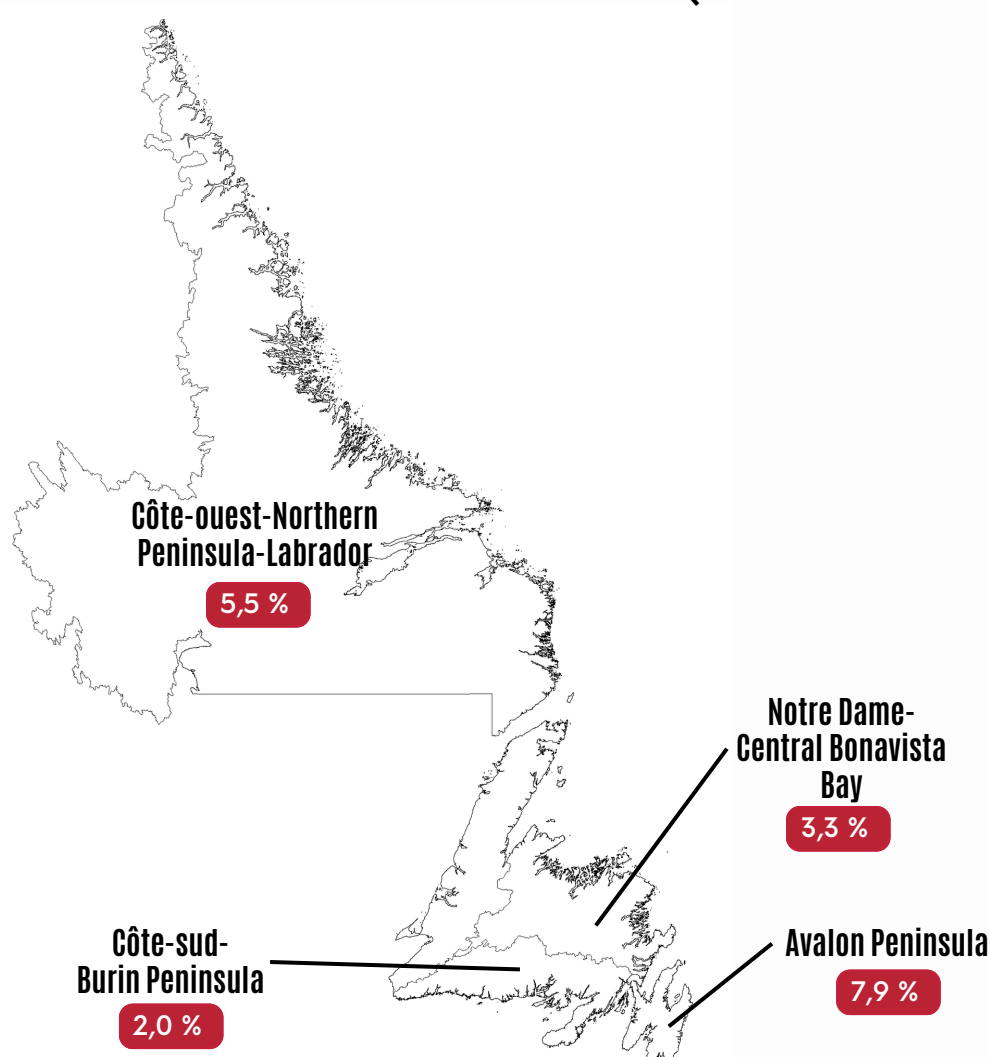 Côte-ouest-Northern
Peninsula-Labrador
5,5 %
Notre Dame-
Central Bonavista
Bay
3,3 %
Côte-sud-
Burin Peninsula
2,0 %
Avalon Peninsula
7,9 %